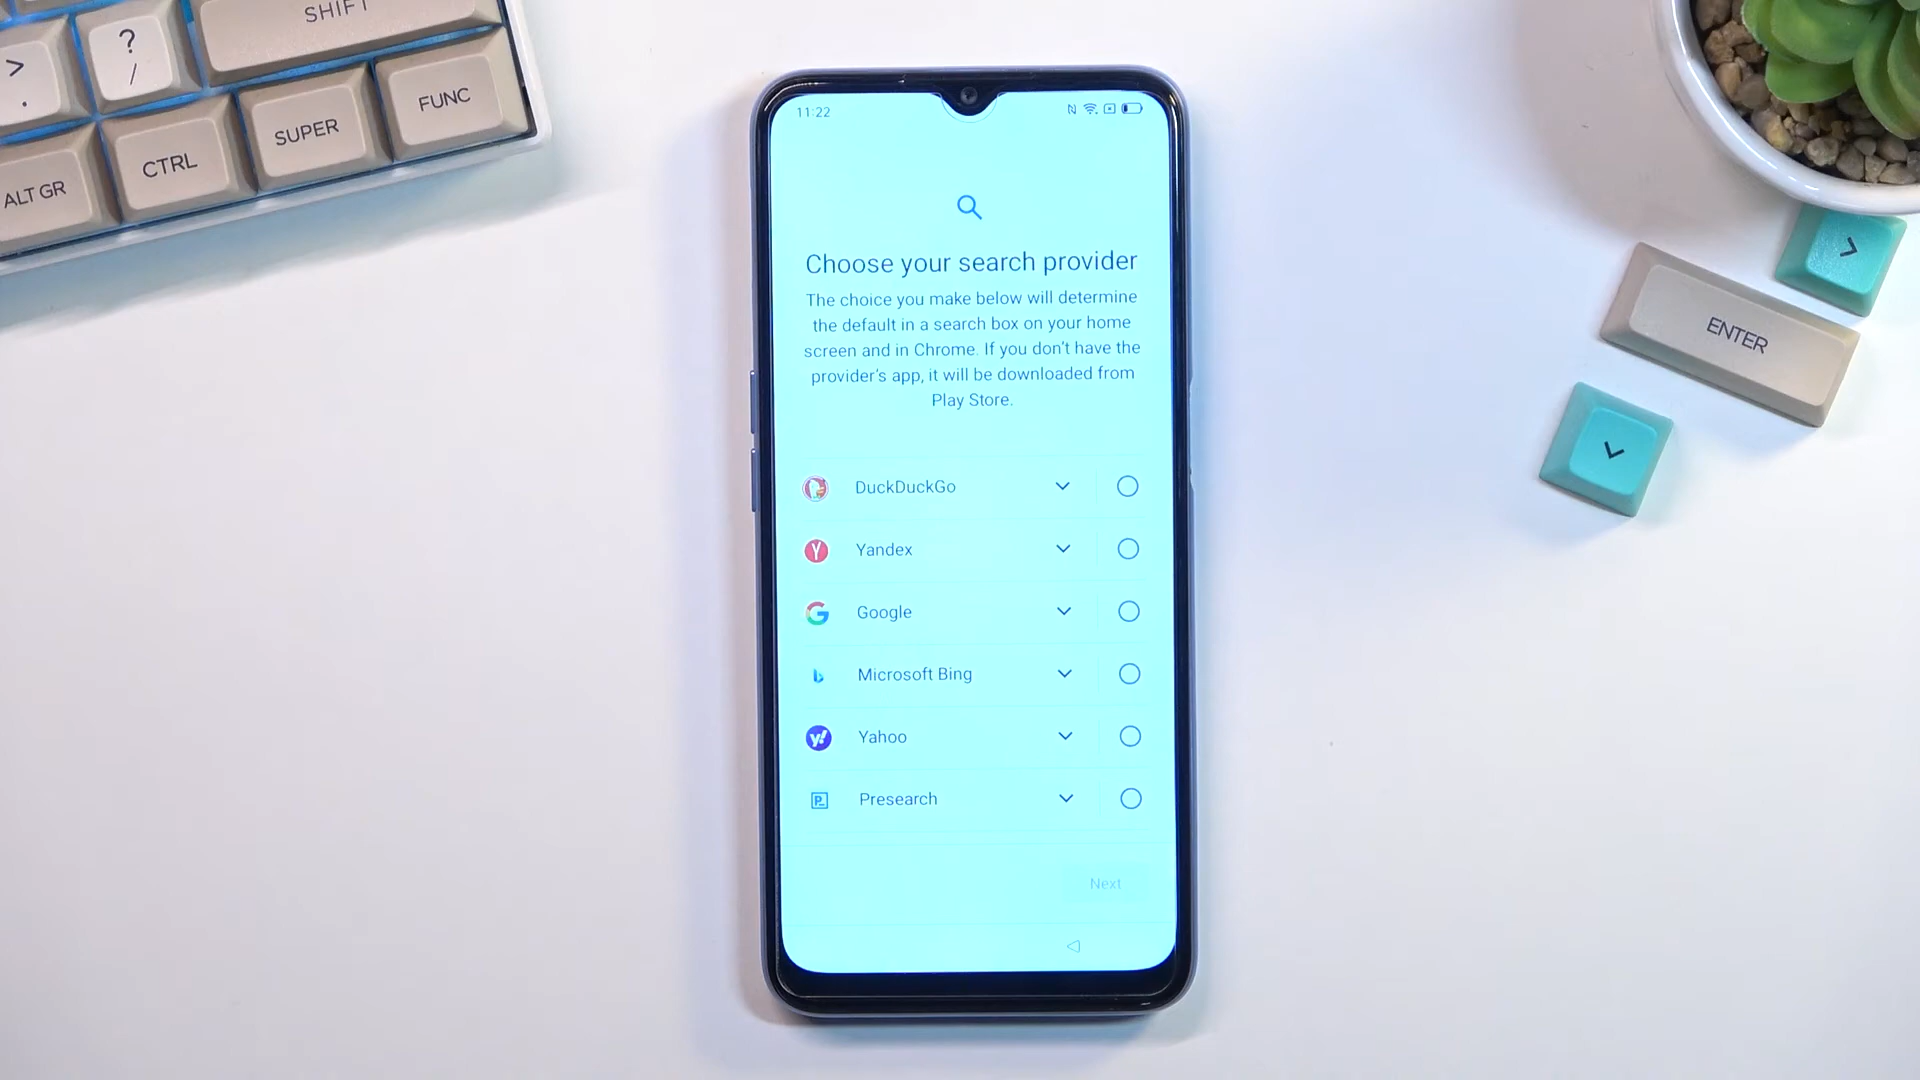 SHIFT
?
/
>
.
FUNC
SUPER
CTRL
ALT GR
11:22
Choose your search provider
The choice you make below will determine
the default in a search box on your home
screen and in Chrome. If you don't have the
provider's app, it will be downloaded from
Play Store.
DuckDuckGo
Y
Yandex
G
Google
b
Microsoft Bing
y!
Yahoo
P
Presearch
Next
>
ENTER